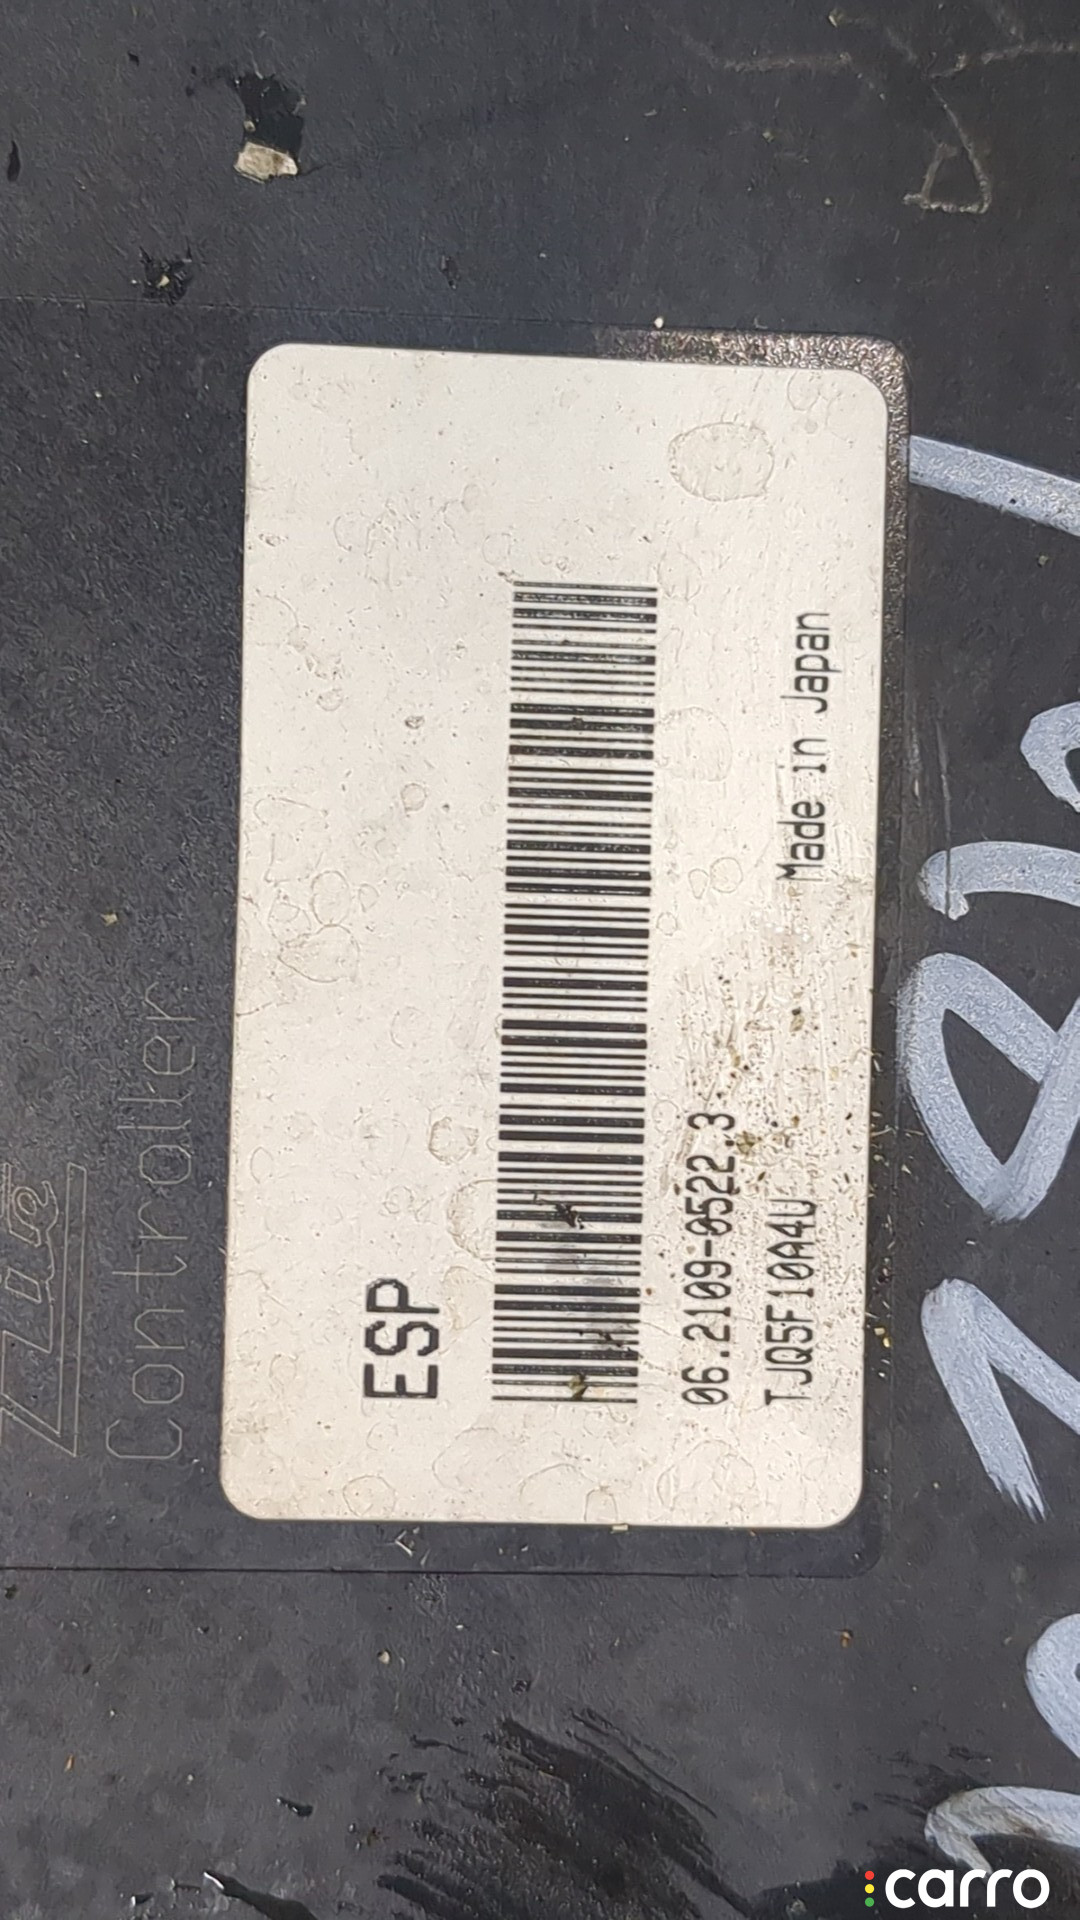 Controller
ESP
06.2109-0522.3
TJQ5F10A4U
Made in Japan
carro